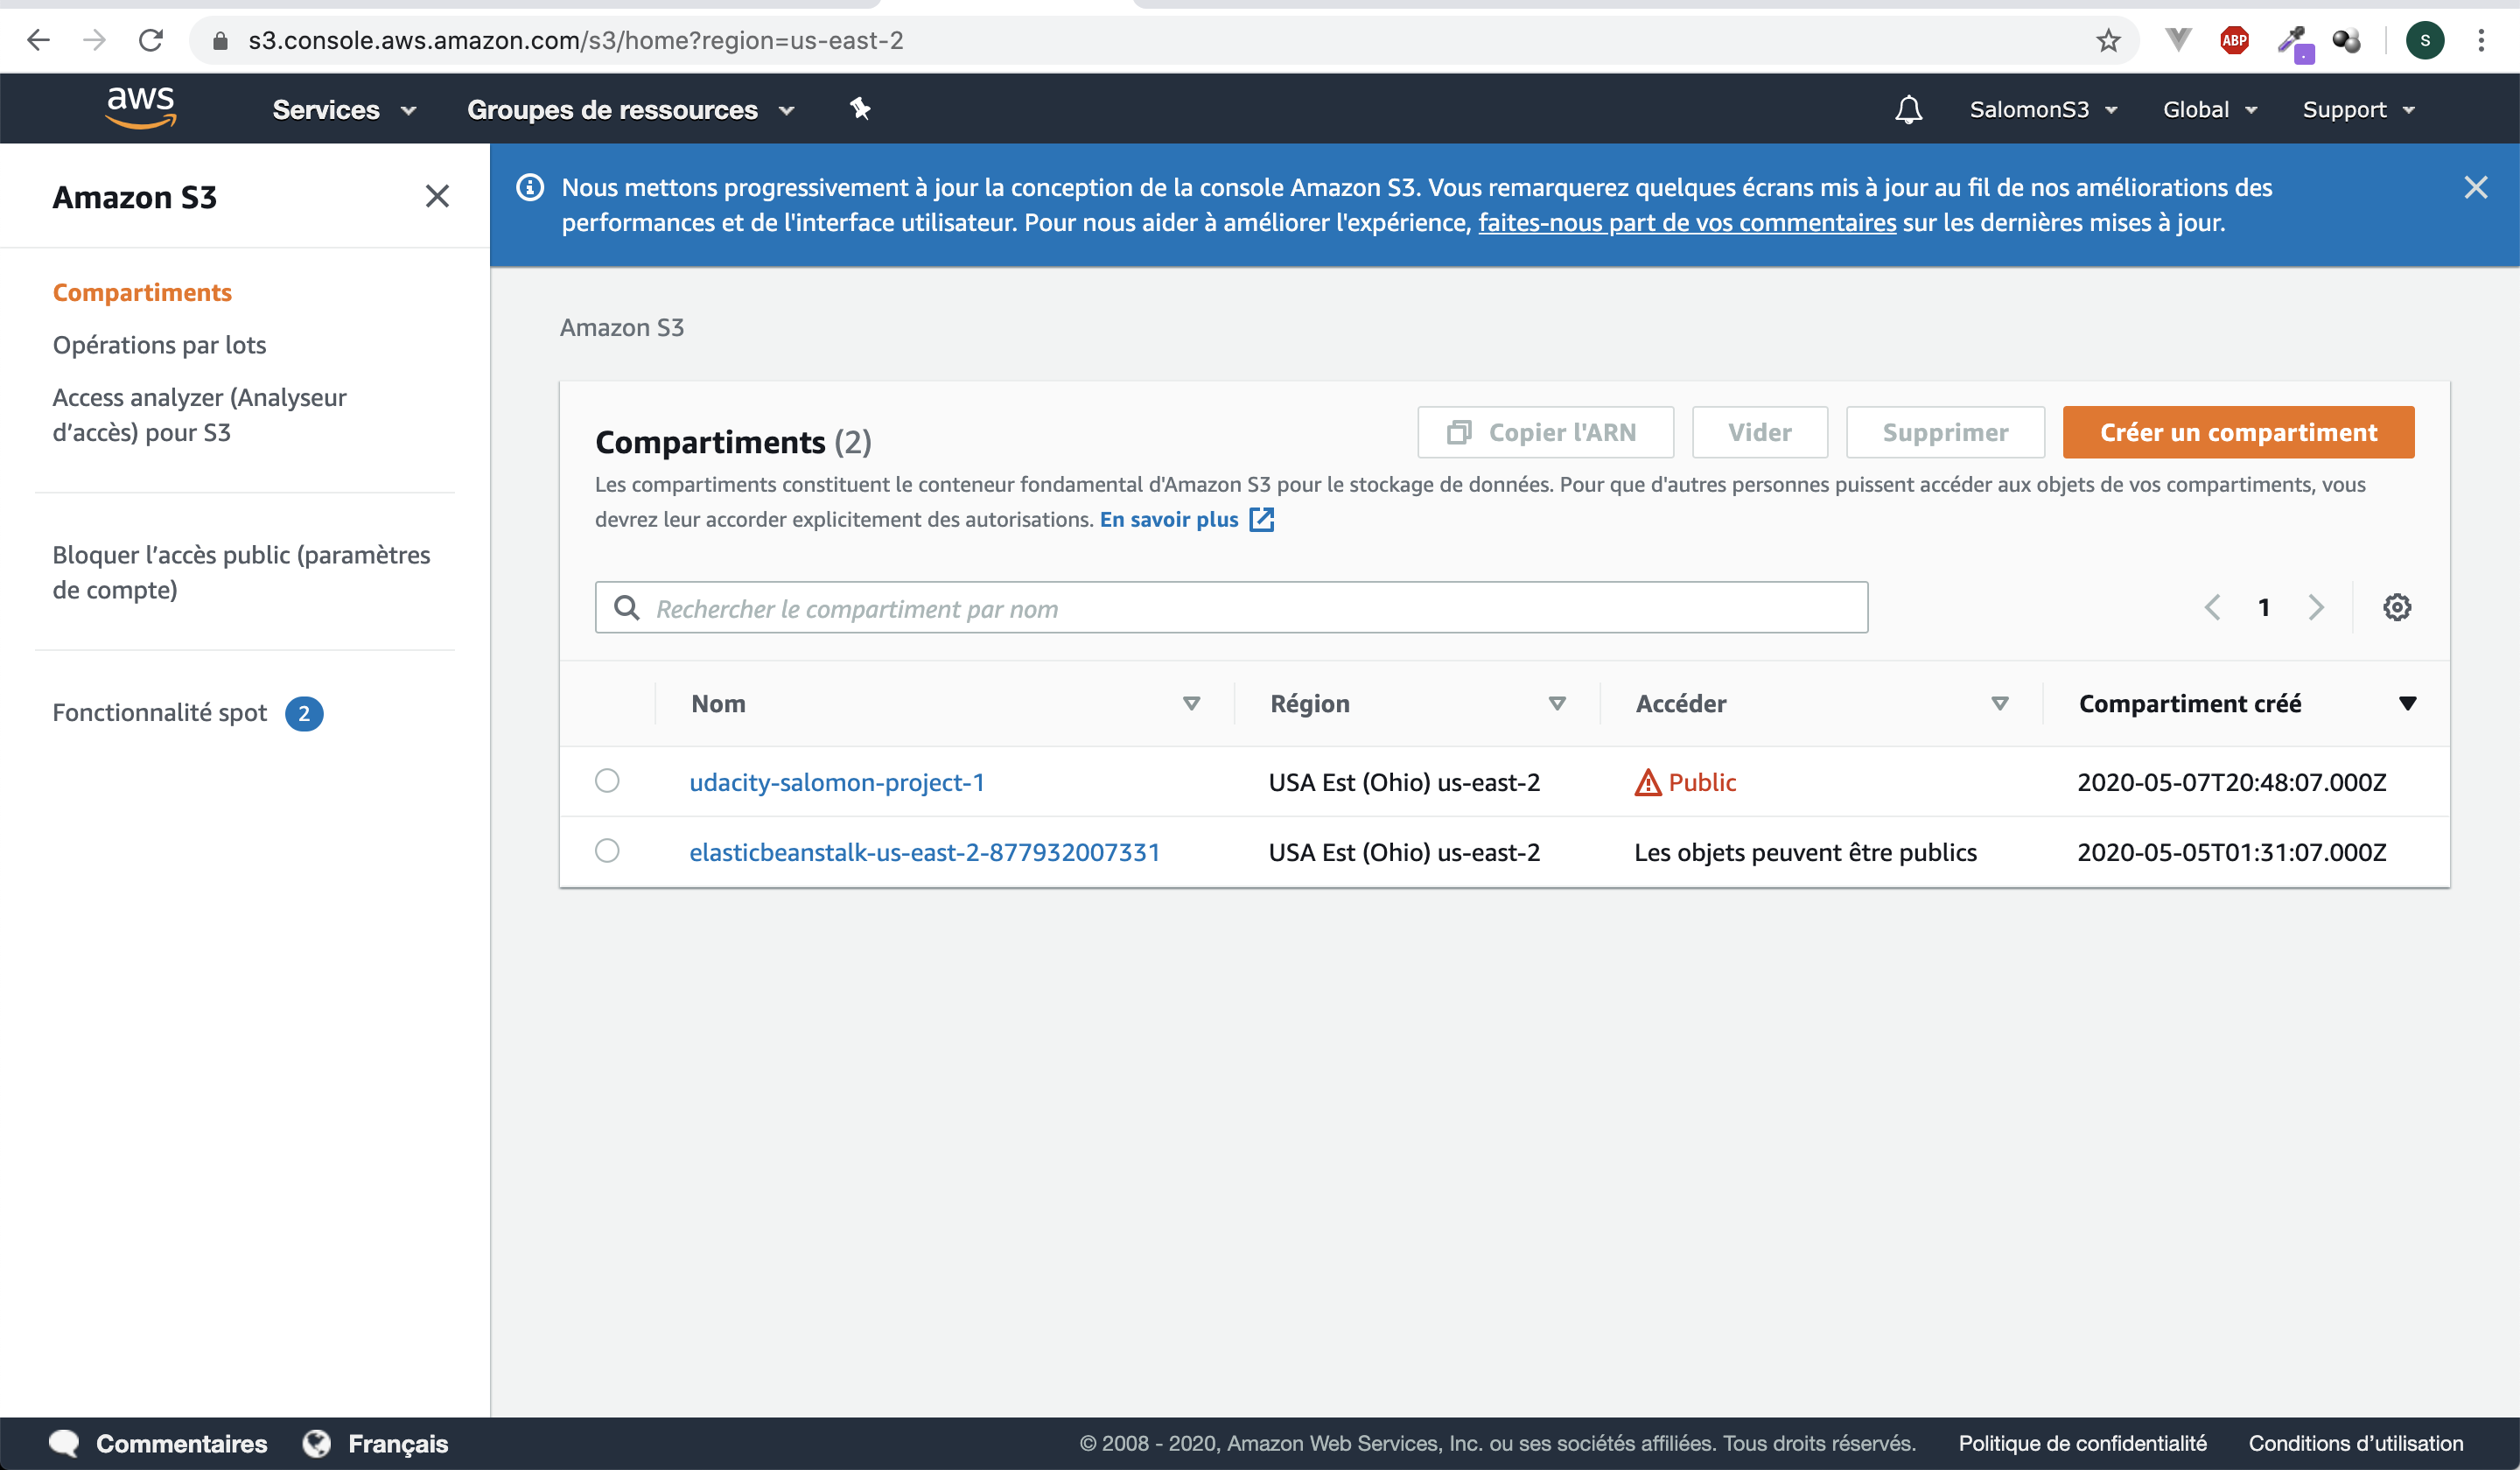 s3.console.aws.amazon.com/s3/home?region=us-east-2
ABP
S
aws
Services
Groupes de ressources
SalomonS3
Global
Support
Amazon S3
Compartiments
Opérations par lots
Access analyzer (Analyseur
d’accès) pour S3
Bloquer l’accès public (paramètres
de compte)
Fonctionnalité spot 2
Nous mettons progressivement à jour la conception de la console Amazon S3. Vous remarquerez quelques écrans mis à jour au fil de nos améliorations des
performances et de l'interface utilisateur. Pour nous aider à améliorer l'expérience, faites-nous part de vos commentaires sur les dernières mises à jour.
Amazon S3
Compartiments (2)
Copier l'ARN
Vider
Supprimer
Créer un compartiment
Les compartiments constituent le conteneur fondamental d'Amazon S3 pour le stockage de données. Pour que d'autres personnes puissent accéder aux objets de vos compartiments, vous
devrez leur accorder explicitement des autorisations. En savoir plus
Rechercher le compartiment par nom
1
Nom Région Accéder Compartiment créé
udacity-salomon-project-1 USA Est (Ohio) us-east-2 Public 2020-05-07T20:48:07.000Z
elasticbeanstalk-us-east-2-877932007331 USA Est (Ohio) us-east-2 Les objets peuvent être publics 2020-05-05T01:31:07.000Z
Commentaires
Français
© 2008 - 2020, Amazon Web Services, Inc. ou ses sociétés affiliées. Tous droits réservés.
Politique de confidentialité
Conditions d’utilisation